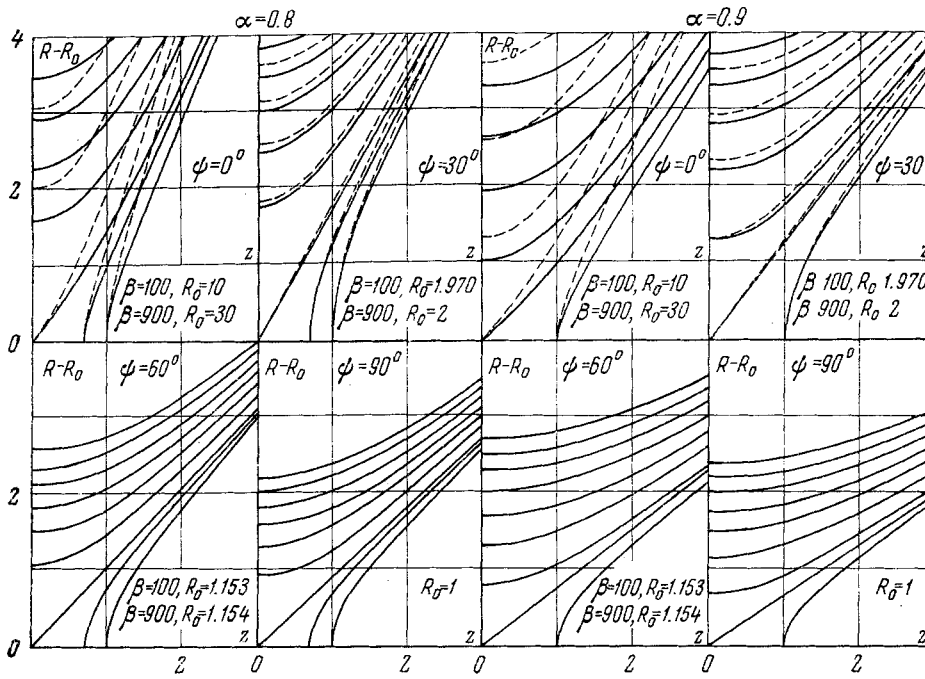 α=0.8
α=0.9
4
R-R₀
ψ=0°
ψ=30°
R-R₀
ψ=0°
ψ=30
2
z
z
β=100, R₀=10
β=900, R₀=30
β=100, R₀=1.970
β=900, R₀=2
β=100, R₀=10
β=900, R₀=30
β 100, R₀ 1.970
β 900, R₀ 2
0
R-R₀
ψ=60°
R-R₀
ψ=90°
R-R₀
ψ=60°
R-R₀
ψ=90°
2
β=100, R₀=1.153
β=900, R₀=1.154
R₀=1
β=100, R₀=1.153
β=900, R₀=1.154
R₀=1
z
z
z
z
0
2
0
2
0
2
0
2